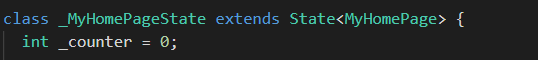 class _MyHomePageState extends State<MyHomePage> {
  int _counter = 0;